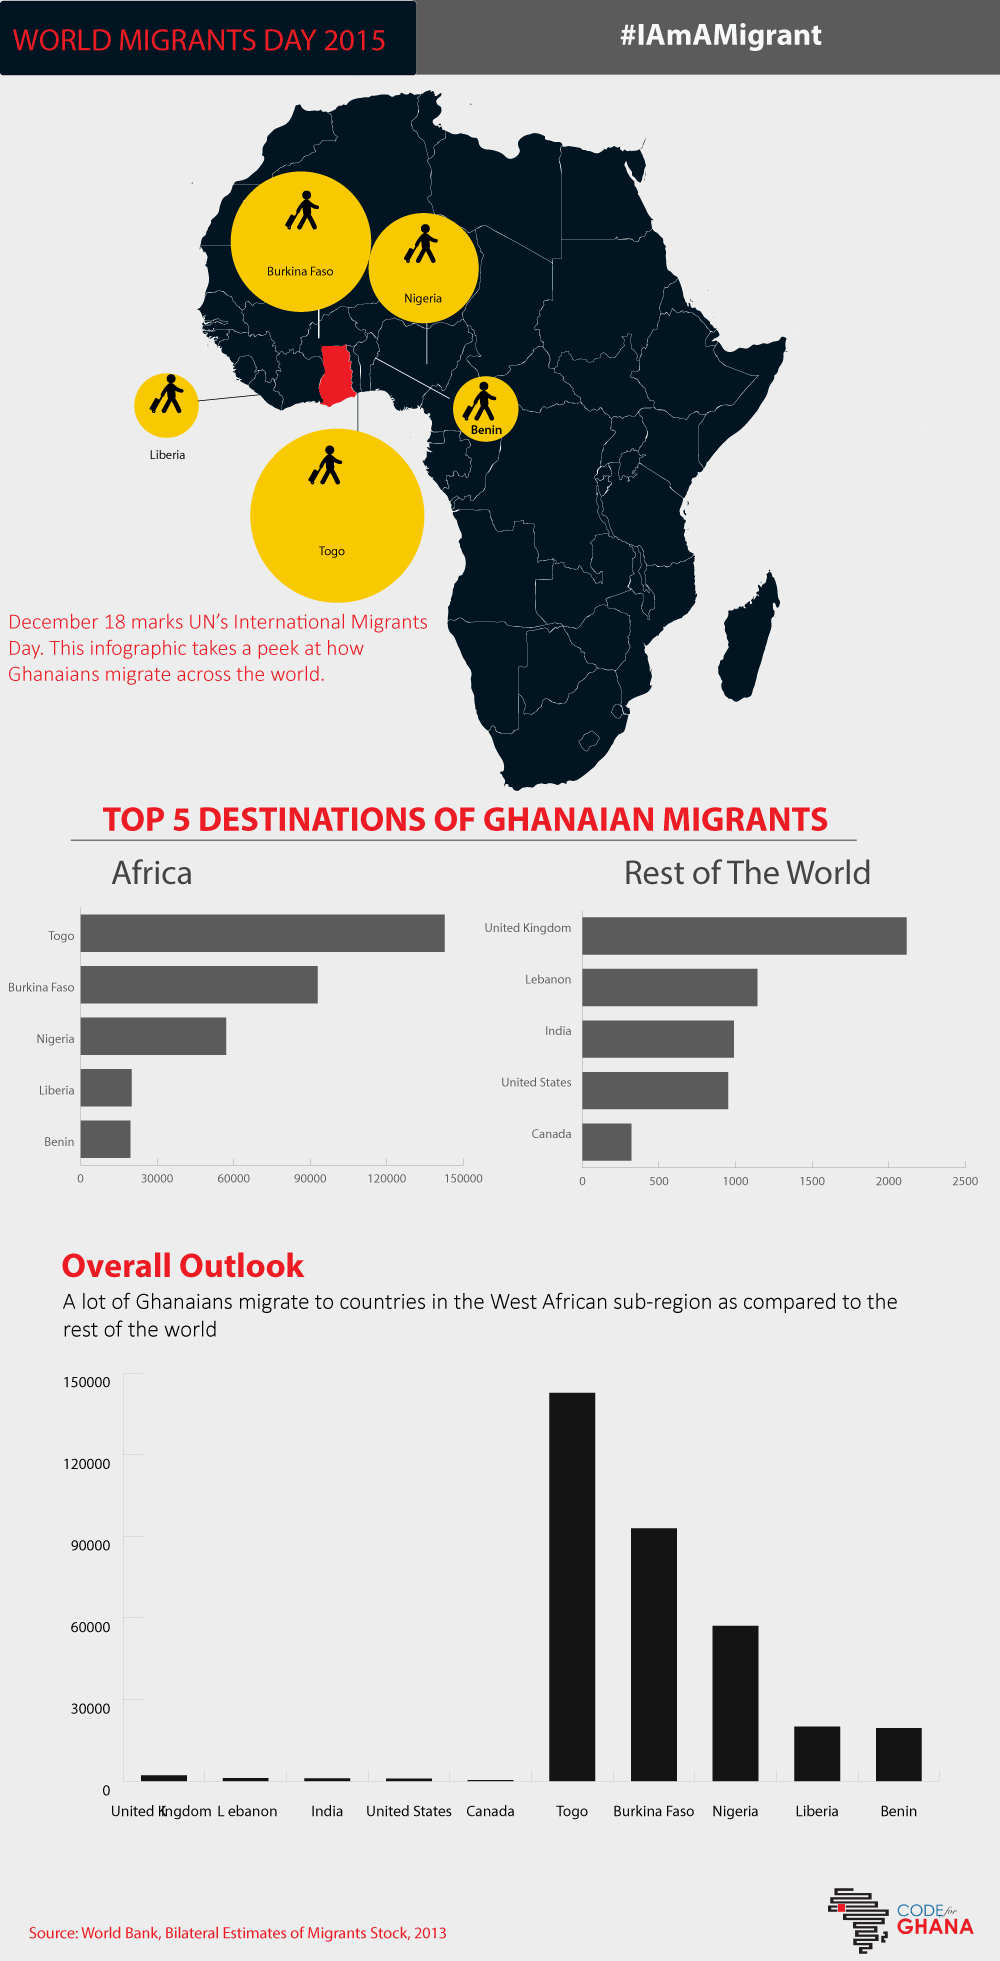 WORLD MIGRANTS DAY 2015
#IAmAMigrant
Burkina Faso
Nigeria
Benin
Liberia
Togo
December 18 marks UN's International Migrants
Day. This infographic takes a peek at how
Ghanaians migrate across the world.
TOP 5 DESTINATIONS OF GHANAIAN MIGRANTS
Africa
Togo
Burkina Faso
Nigeria
Liberia
Benin
0 30000 60000 90000 120000 150000
Rest of The World
United Kingdom
Lebanon
India
United States
Canada
0 500 1000 1500 2000 2500
Overall Outlook
A lot of Ghanaians migrate to countries in the West African sub-region as compared to the
rest of the world
150000
120000
90000
60000
30000
0
United Kingdom Lebanon India United States Canada Togo Burkina Faso Nigeria Liberia Benin
Source: World Bank, Bilateral Estimates of Migrants Stock, 2013
CODE for
GHANA